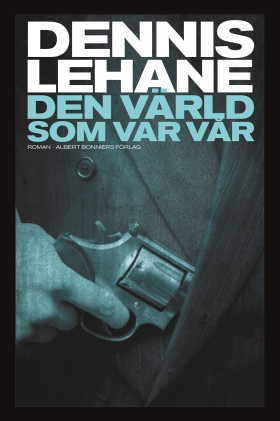 DENNIS
LEHANE
DEN VÄRLD
SOM VAR VÅR
ROMAN · ALBERT BONNIERS FÖRLAG